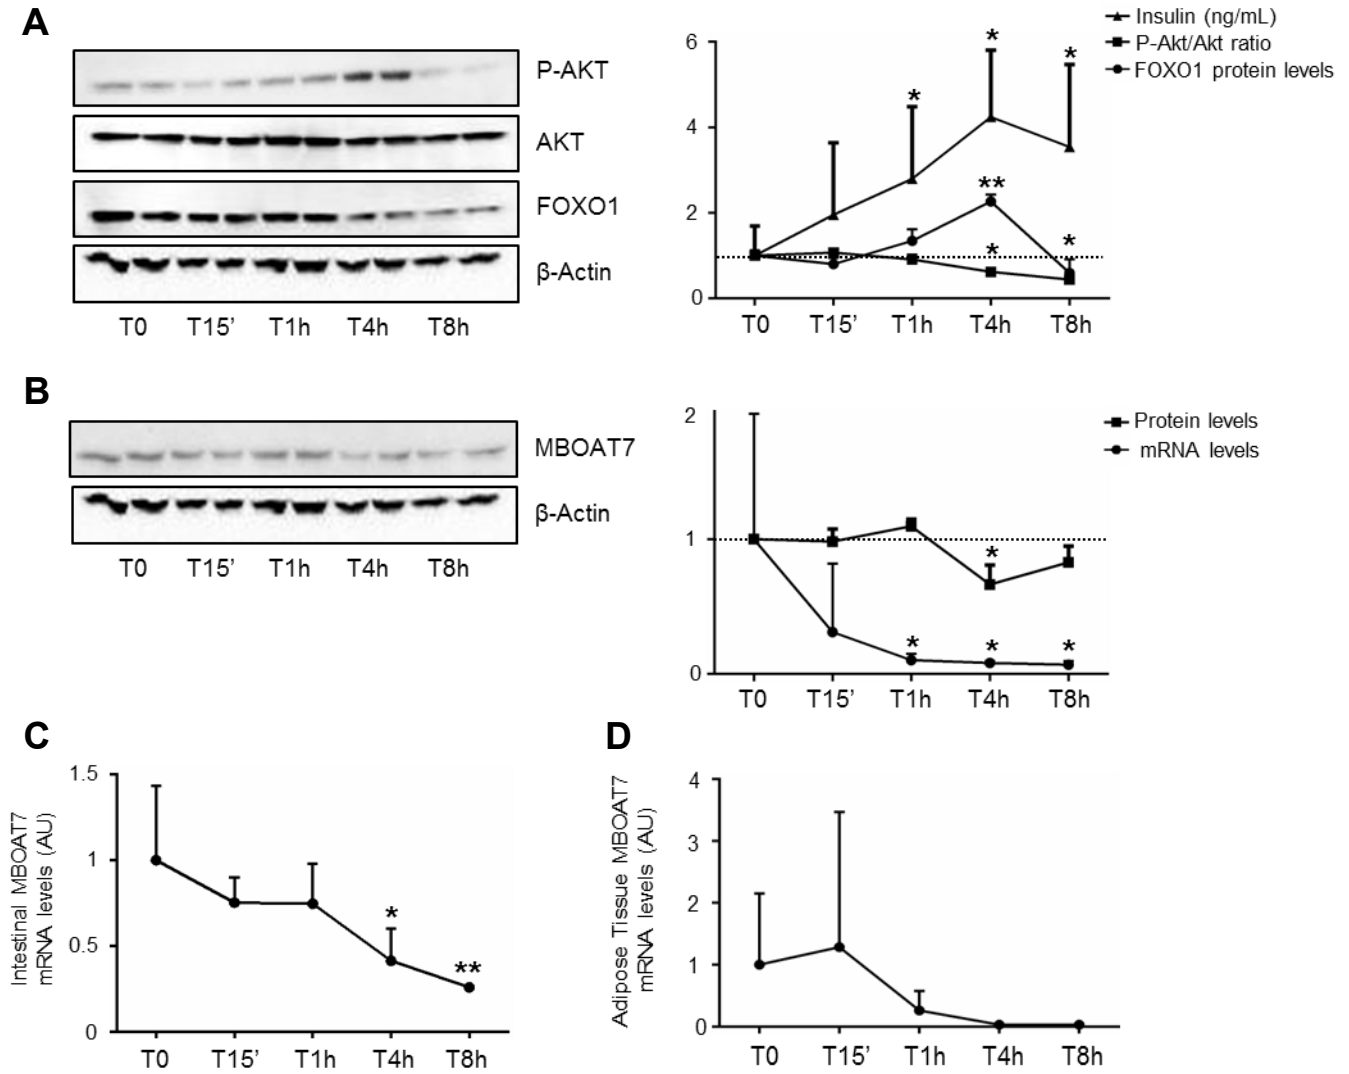 A
P-AKT
AKT
FOXO1
β-Actin
T0 T15’ T1h T4h T8h
Insulin (ng/mL)
P-Akt/Akt ratio
FOXO1 protein levels
6
4
2
0
* * *
**
* *
T0 T15’ T1h T4h T8h
B
MBOAT7
β-Actin
T0 T15’ T1h T4h T8h
Protein levels
mRNA levels
2
1
0
*
* * *
T0 T15’ T1h T4h T8h
C
Intestinal MBOAT7
mRNA levels (AU)
1.5
1
0.5
0
*
**
T0 T15’ T1h T4h T8h
D
Adipose Tissue MBOAT7
mRNA levels (AU)
4
3
2
1
0
T0 T15’ T1h T4h T8h